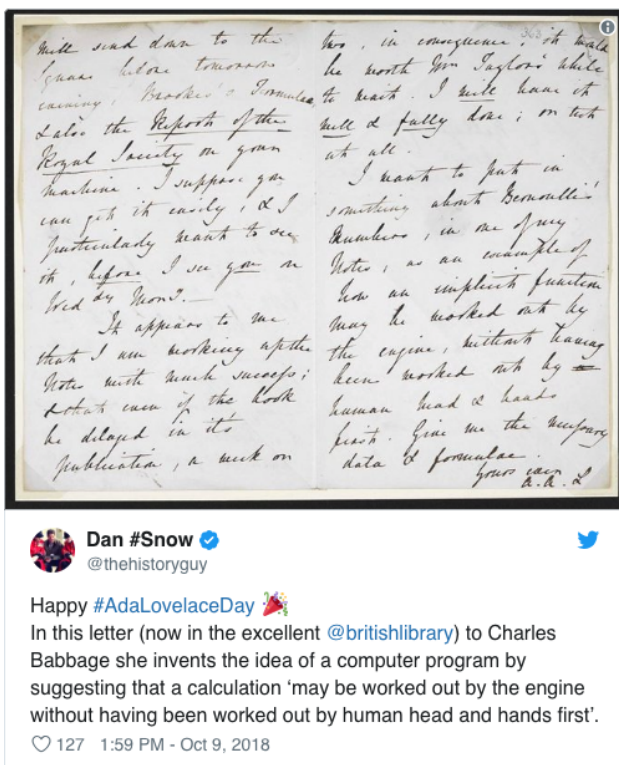 will send down to the
Square before tomorrow
evening, Brooke's Formulae,
& also the Report of the
Royal Society on your
machine. I suppose you
can get it easily, & I
particularly want to see
it, before I see you on
Wed dy Morng.
It appears to me
that I am working up the
Notes with much success;
& that even if the book
be delayed in it's
publication, a week or
363
two, in consequence, it would
be worth Mr Taylor's while
to wait. I will have it
well & fully done; or not
at all.
I want to put in
something about Bernoulli's
Numbers, in one of my
Notes, as an example of
how an implicit function
may be worked out by
the engine, without having
been worked out by
human head & hands
first. Give me the necessary
data & formulae.
Yours ever
A.A.L
Dan #Snow
@thehistoryguy
Happy #AdaLovelaceDay 🎉
In this letter (now in the excellent @britishlibrary) to Charles
Babbage she invents the idea of a computer program by
suggesting that a calculation ‘may be worked out by the engine
without having been worked out by human head and hands first’.
127 1:59 PM - Oct 9, 2018